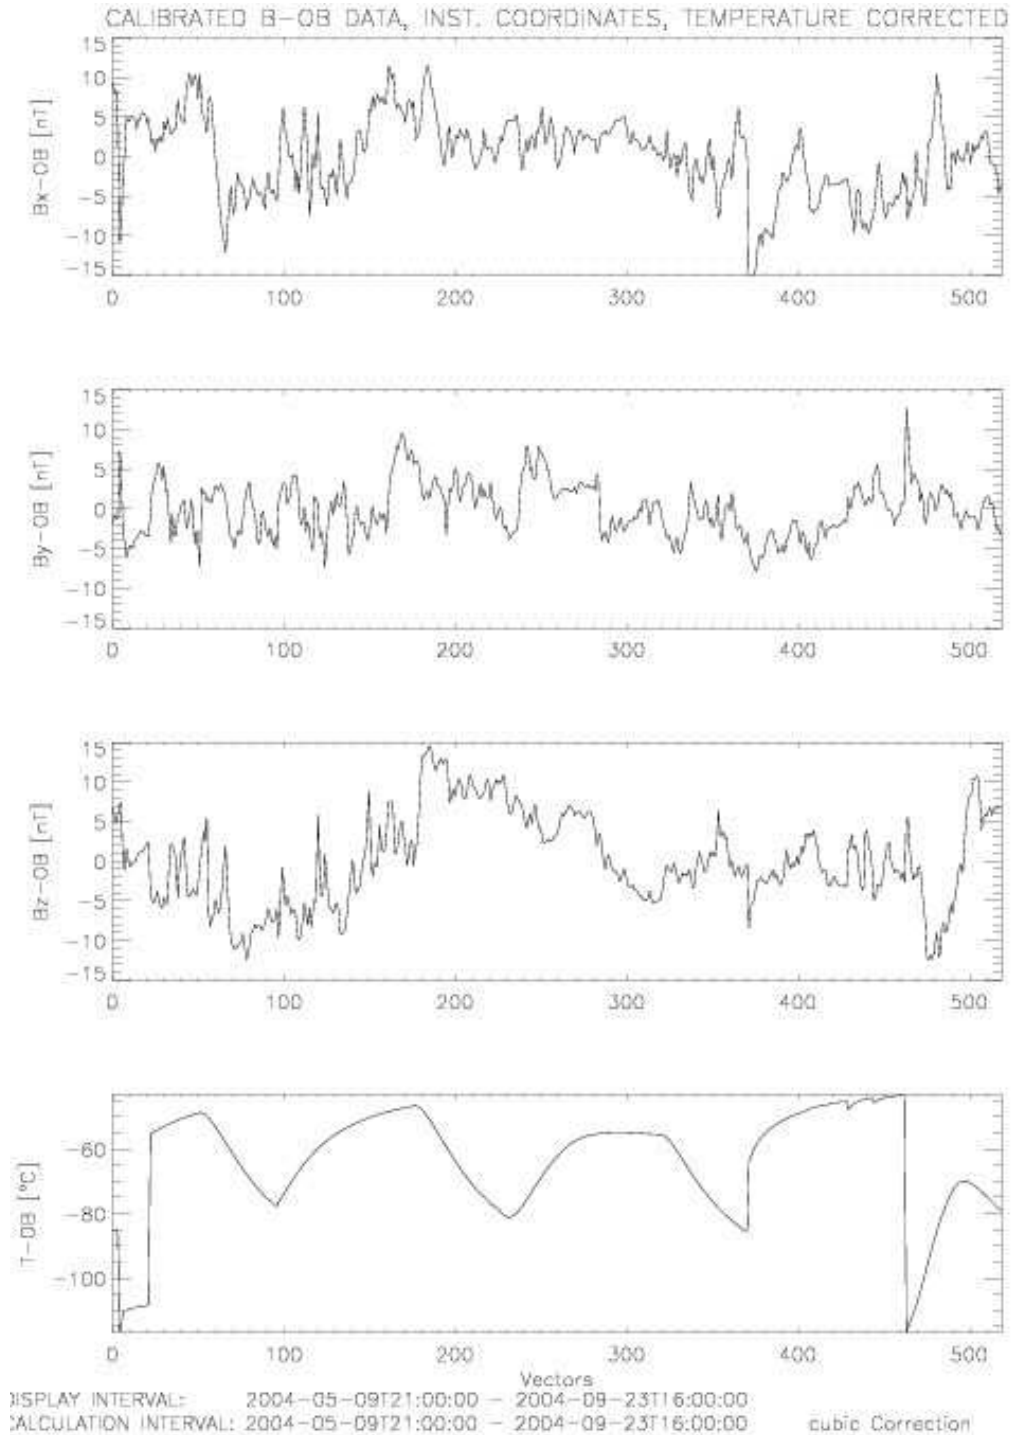 CALIBRATED B-OB DATA, INST. COORDINATES, TEMPERATURE CORRECTED
Bx-OB [nT]
15
10
5
0
-5
-10
-15
0 100 200 300 400 500
By-OB [nT]
15
10
5
0
-5
-10
-15
0 100 200 300 400 500
Bz-OB [nT]
15
10
5
0
-5
-10
-15
0 100 200 300 400 500
T-OB [°C]
-60
-80
-100
0 100 200 300 400 500
Vectors
DISPLAY INTERVAL: 2004-05-09T21:00:00 - 2004-09-23T16:00:00
CALCULATION INTERVAL: 2004-05-09T21:00:00 - 2004-09-23T16:00:00 cubic Correction